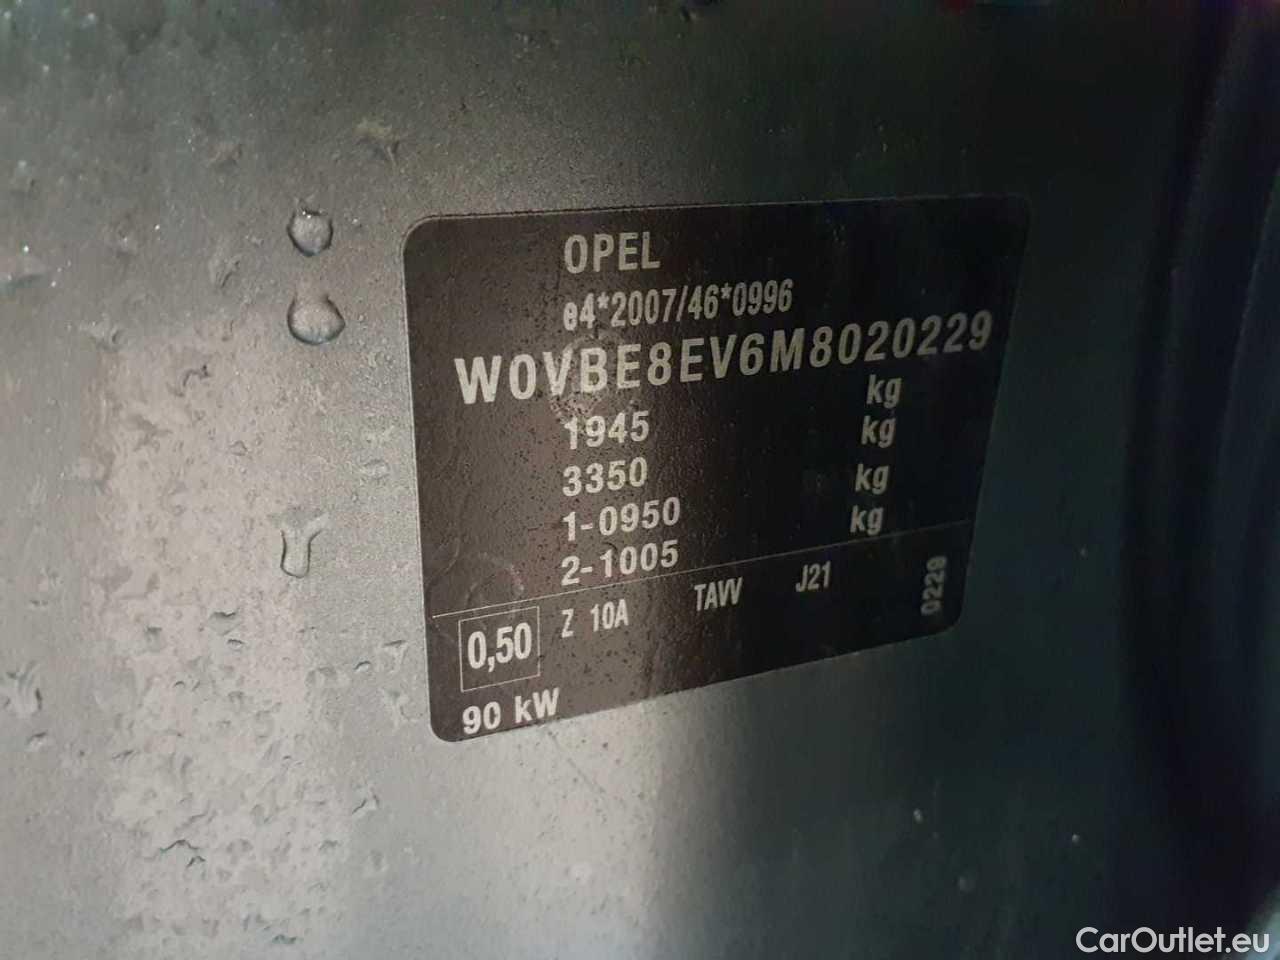 OPEL
e4*2007/46*0996
W0VBE8EV6M8020229
1945 kg
3350 kg
1-0950 kg
2-1005 kg
0,50 Z 10A TAVV J21 0229
90 kW
CarOutlet.eu